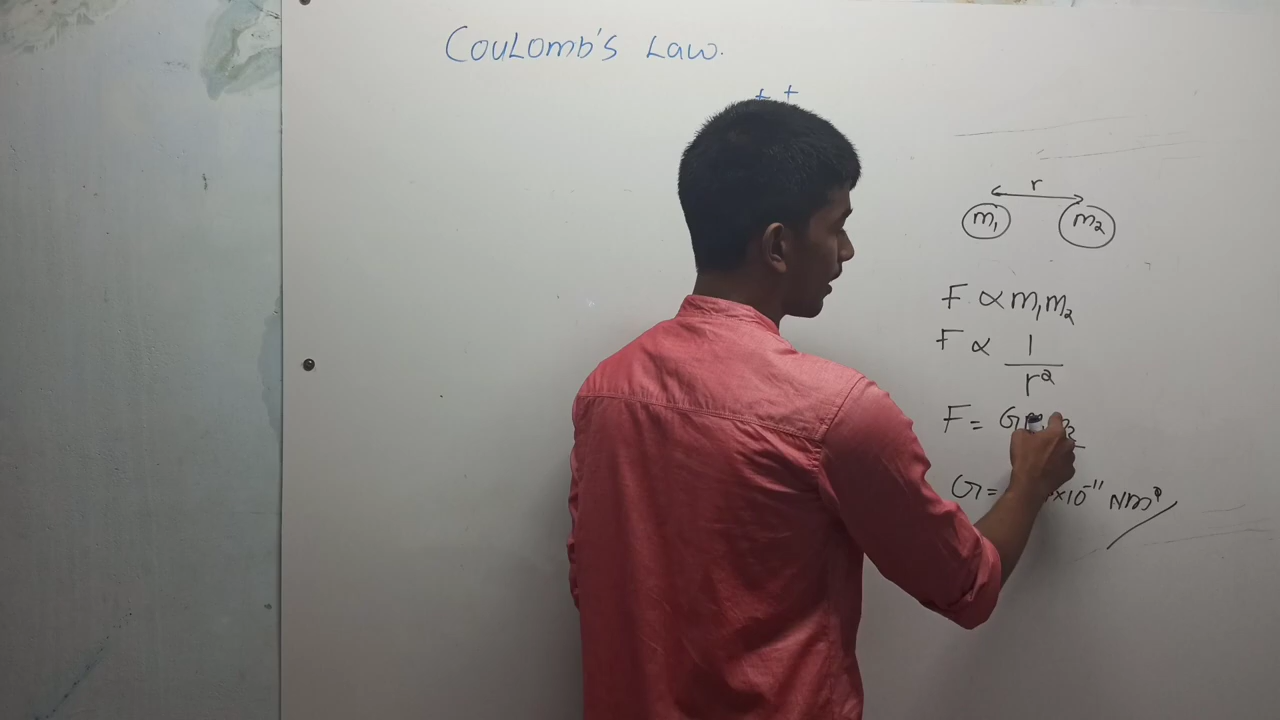 Coulomb's Law.
+ +
r
m₁ m₂
F ∝ m₁m₂
F ∝ 1
r²
F = G
G = ×10⁻¹¹ Nm²/